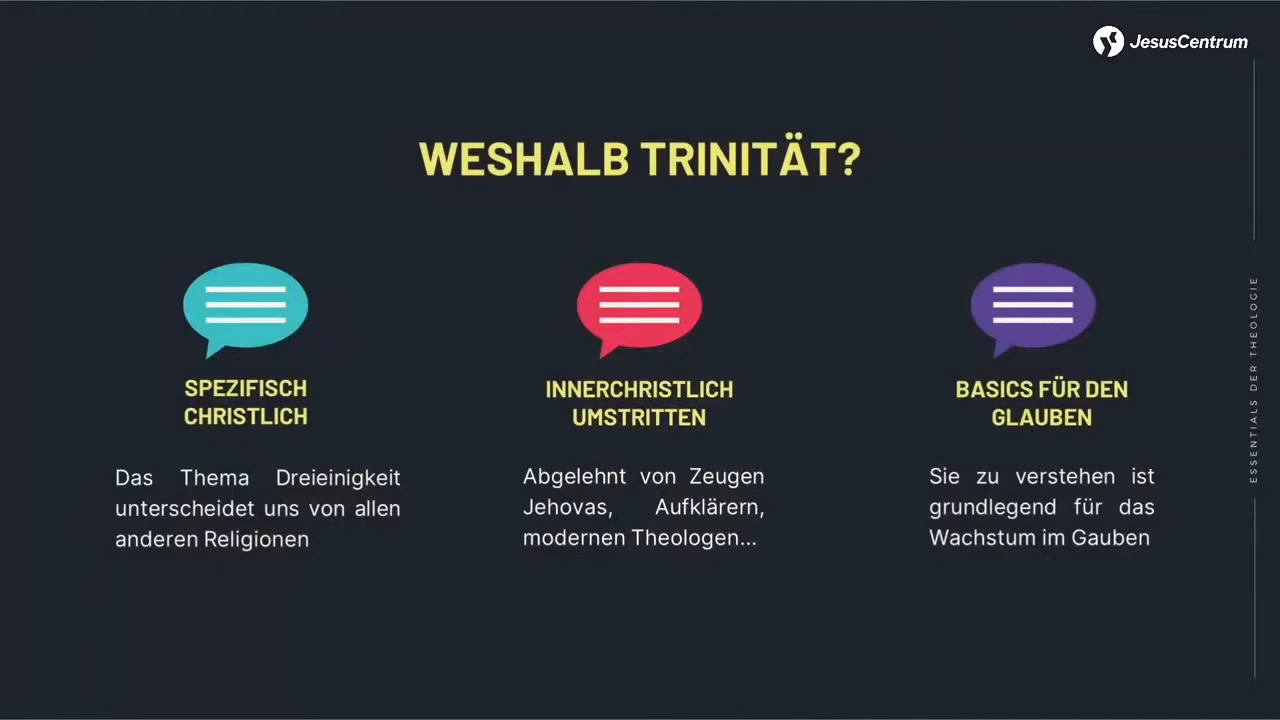 JesusCentrum
WESHALB TRINITÄT?
SPEZIFISCH
CHRISTLICH
Das Thema Dreieinigkeit
unterscheidet uns von allen
anderen Religionen
INNERCHRISTLICH
UMSTRITTEN
Abgelehnt von Zeugen
Jehovas, Aufklärern,
modernen Theologen...
BASICS FÜR DEN
GLAUBEN
Sie zu verstehen ist
grundlegend für das
Wachstum im Gauben
ESSENTIALS DER THEOLOGIE